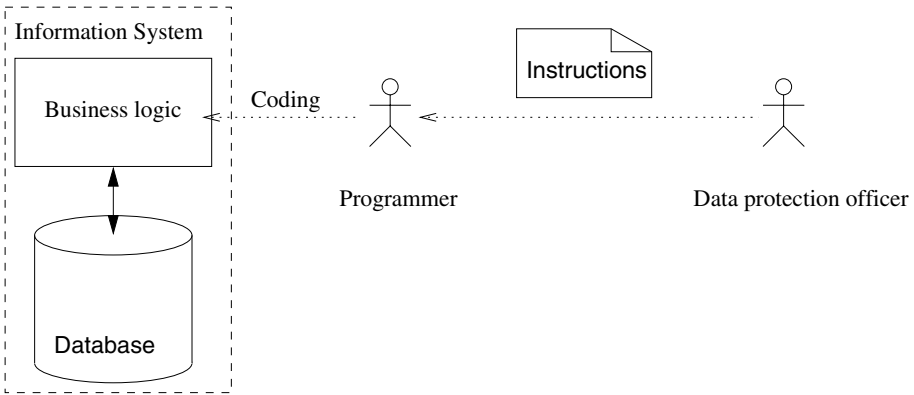 Information System
Business logic
Coding
Instructions
Programmer
Data protection officer
Database